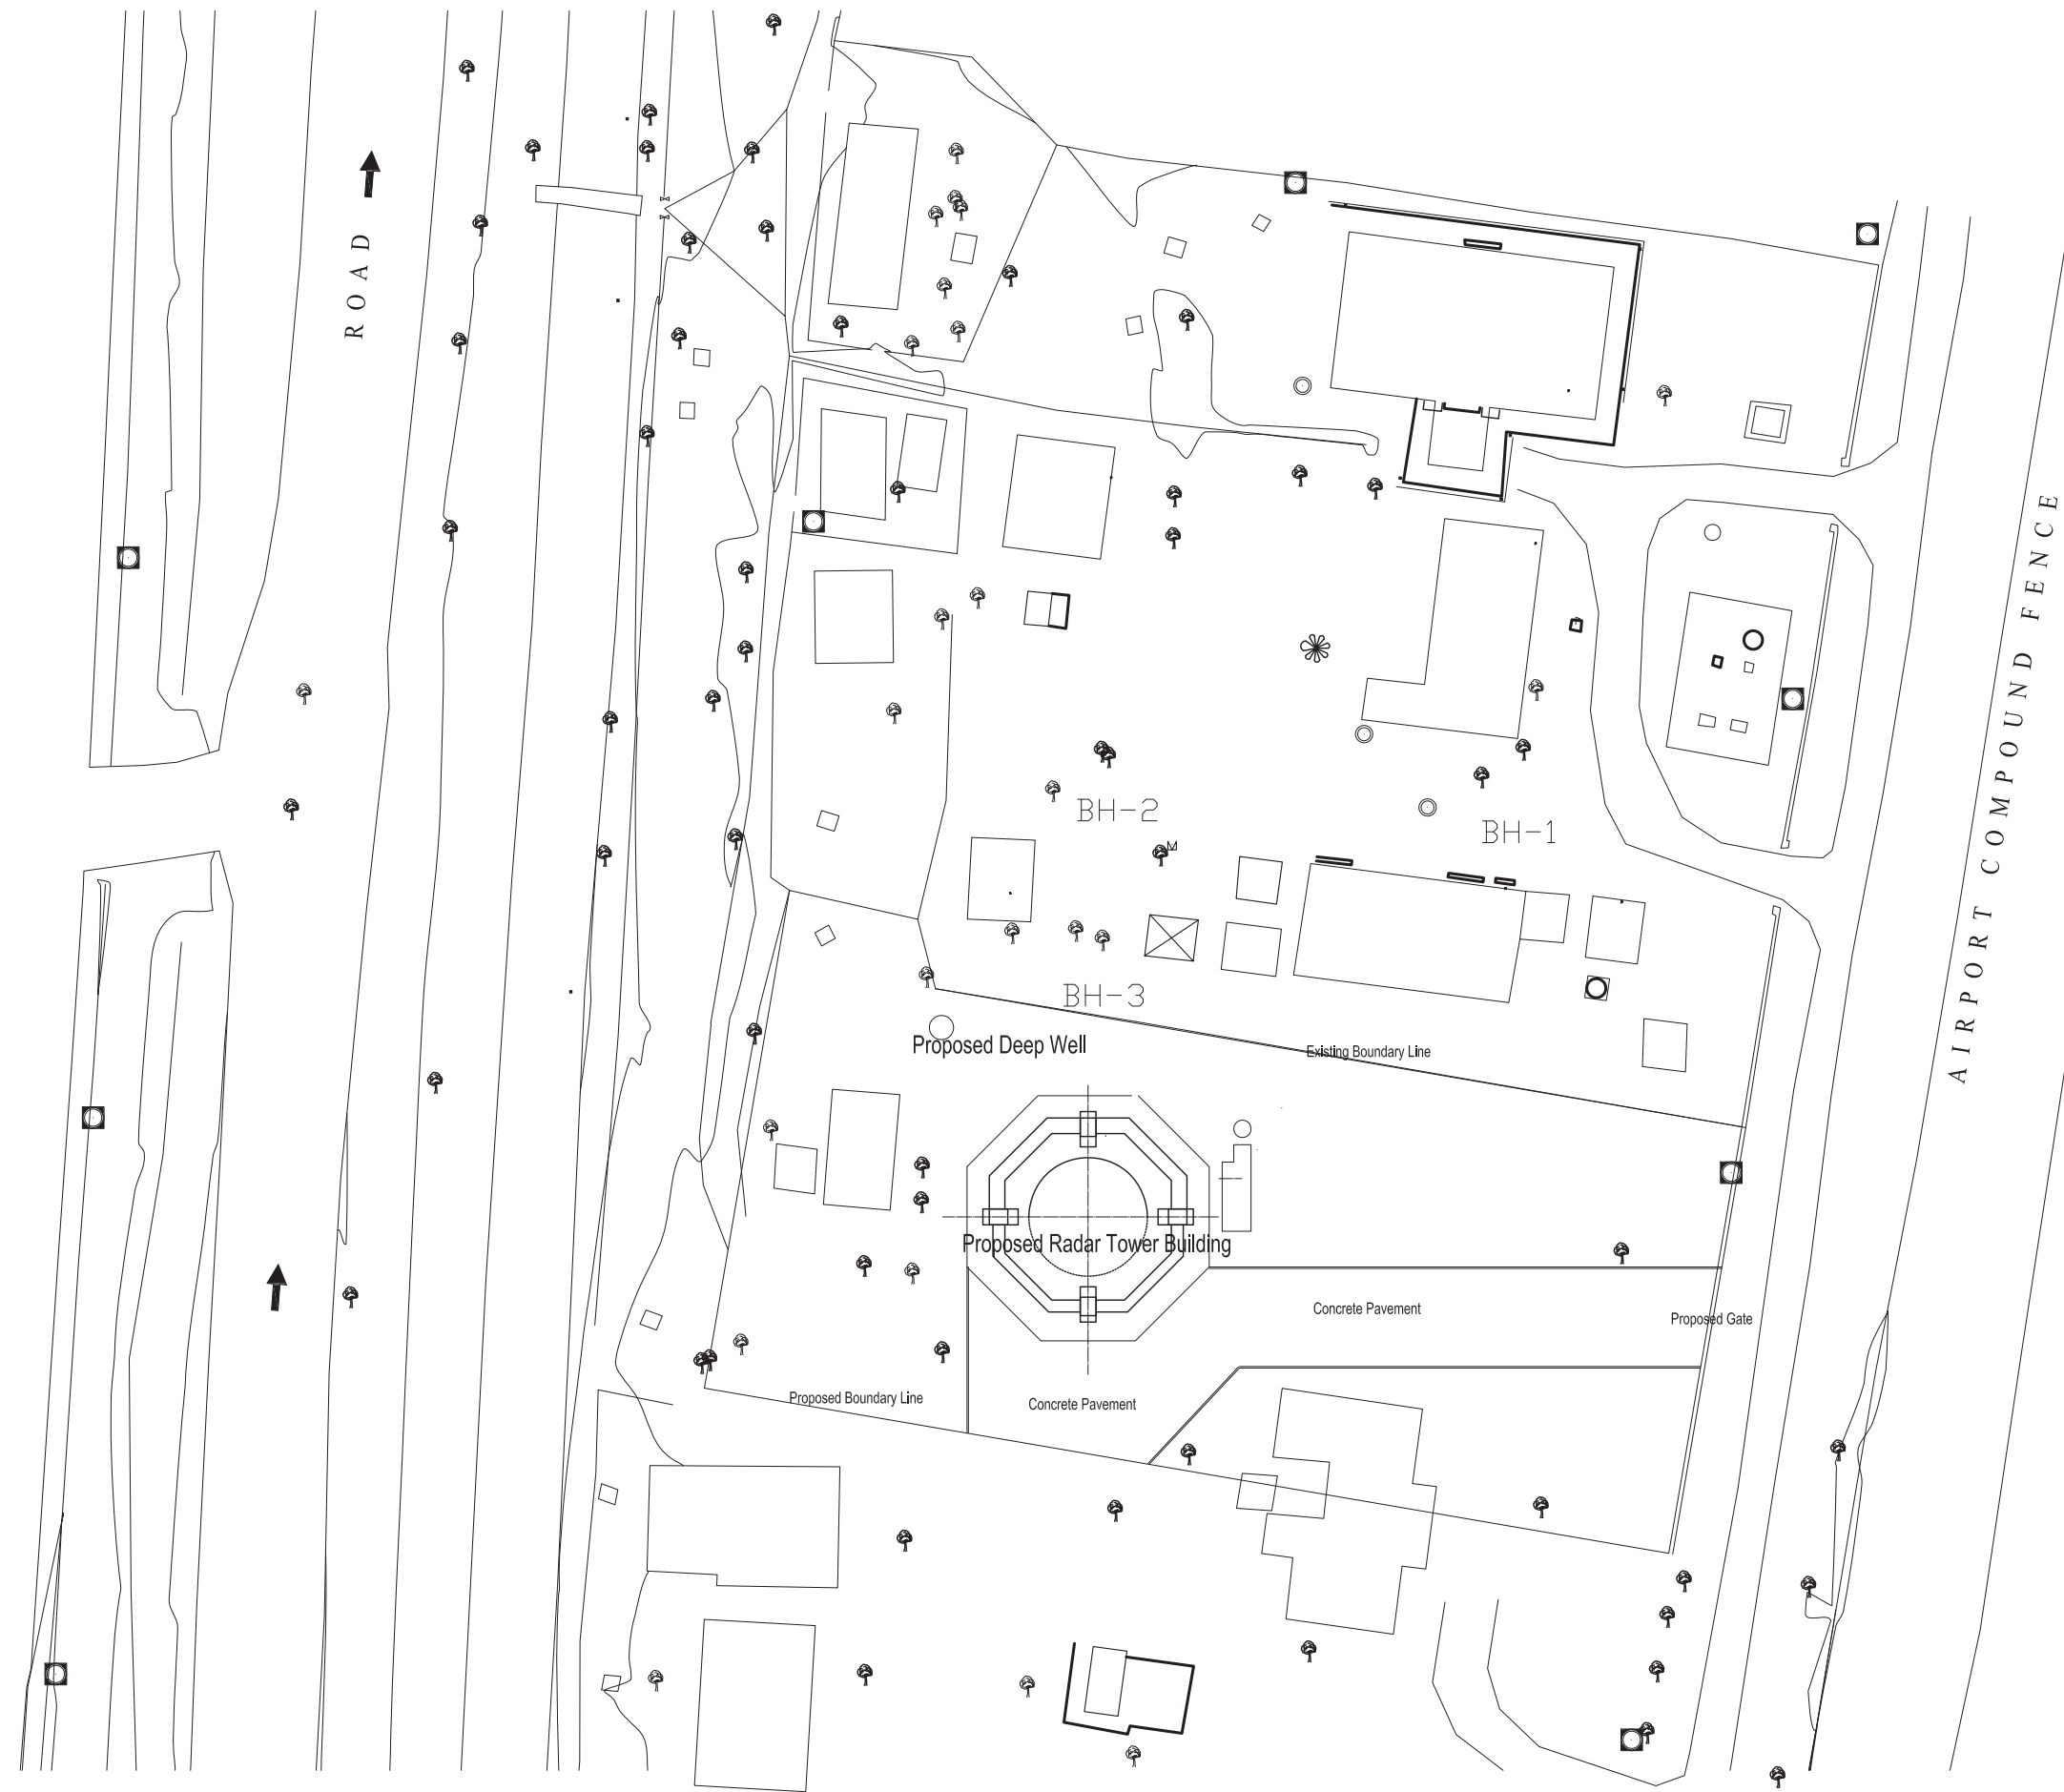 ROAD
AIRPORT COMPOUND FENCE
BH-2
BH-1
BH-3
Proposed Deep Well
Existing Boundary Line
Proposed Radar Tower Building
Concrete Pavement
Proposed Gate
Proposed Boundary Line
Concrete Pavement